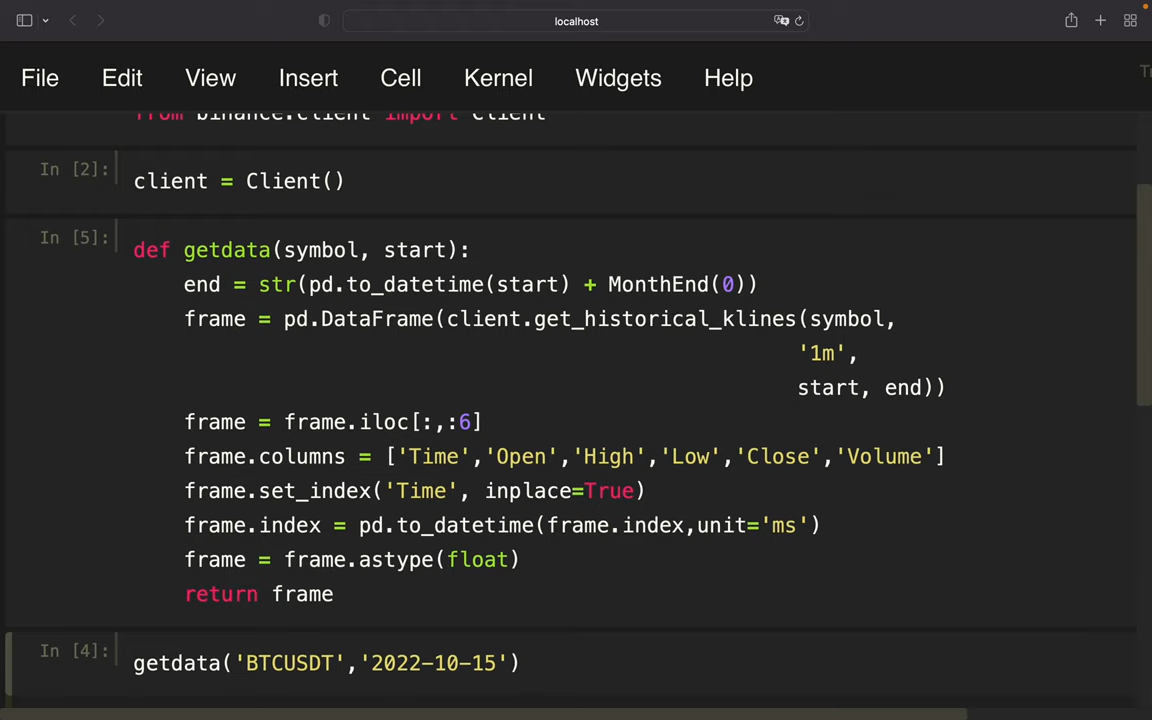 localhost
File Edit View Insert Cell Kernel Widgets Help
from binance.client import Client
In [2]: client = Client()
In [5]: def getdata(symbol, start):
end = str(pd.to_datetime(start) + MonthEnd(0))
frame = pd.DataFrame(client.get_historical_klines(symbol,
'1m',
start, end))
frame = frame.iloc[:,:6]
frame.columns = ['Time','Open','High','Low','Close','Volume']
frame.set_index('Time', inplace=True)
frame.index = pd.to_datetime(frame.index,unit='ms')
frame = frame.astype(float)
return frame
In [4]: getdata('BTCUSDT','2022-10-15')